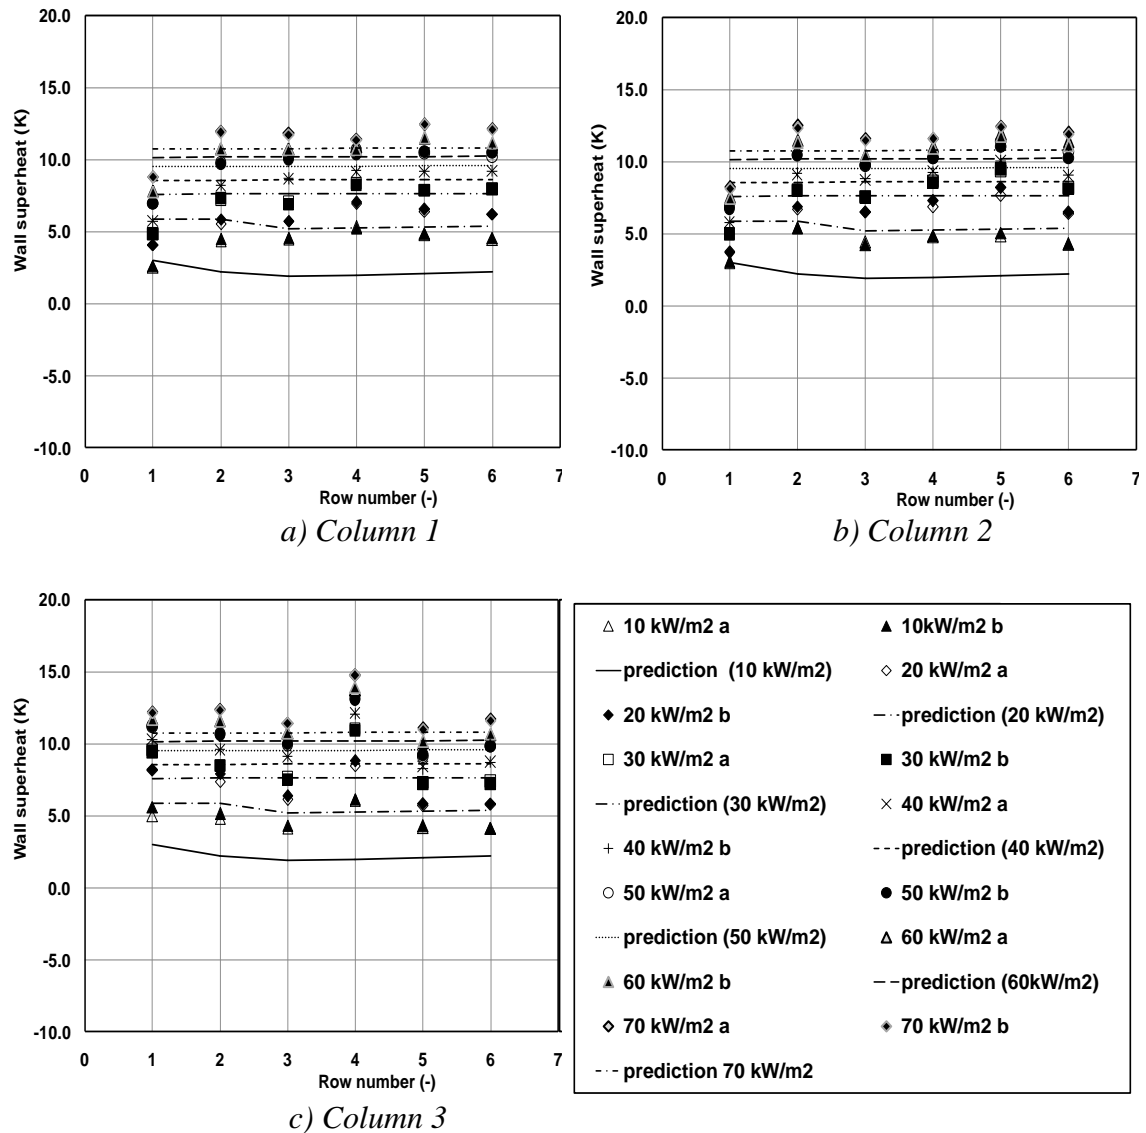 20.0
15.0
10.0
5.0
0.0
-5.0
-10.0
Wall superheat (K)
0 1 2 3 4 5 6 7
Row number (-)
a) Column 1
20.0
15.0
10.0
5.0
0.0
-5.0
-10.0
Wall superheat (K)
0 1 2 3 4 5 6 7
Row number (-)
b) Column 2
20.0
15.0
10.0
5.0
0.0
-5.0
-10.0
Wall superheat (K)
0 1 2 3 4 5 6 7
Row number (-)
c) Column 3
10 kW/m2 a
10kW/m2 b
prediction (10 kW/m2)
20 kW/m2 a
20 kW/m2 b
prediction (20 kW/m2)
30 kW/m2 a
30 kW/m2 b
prediction (30 kW/m2)
40 kW/m2 a
40 kW/m2 b
prediction (40 kW/m2)
50 kW/m2 a
50 kW/m2 b
prediction (50 kW/m2)
60 kW/m2 a
60 kW/m2 b
prediction (60kW/m2)
70 kW/m2 a
70 kW/m2 b
prediction 70 kW/m2